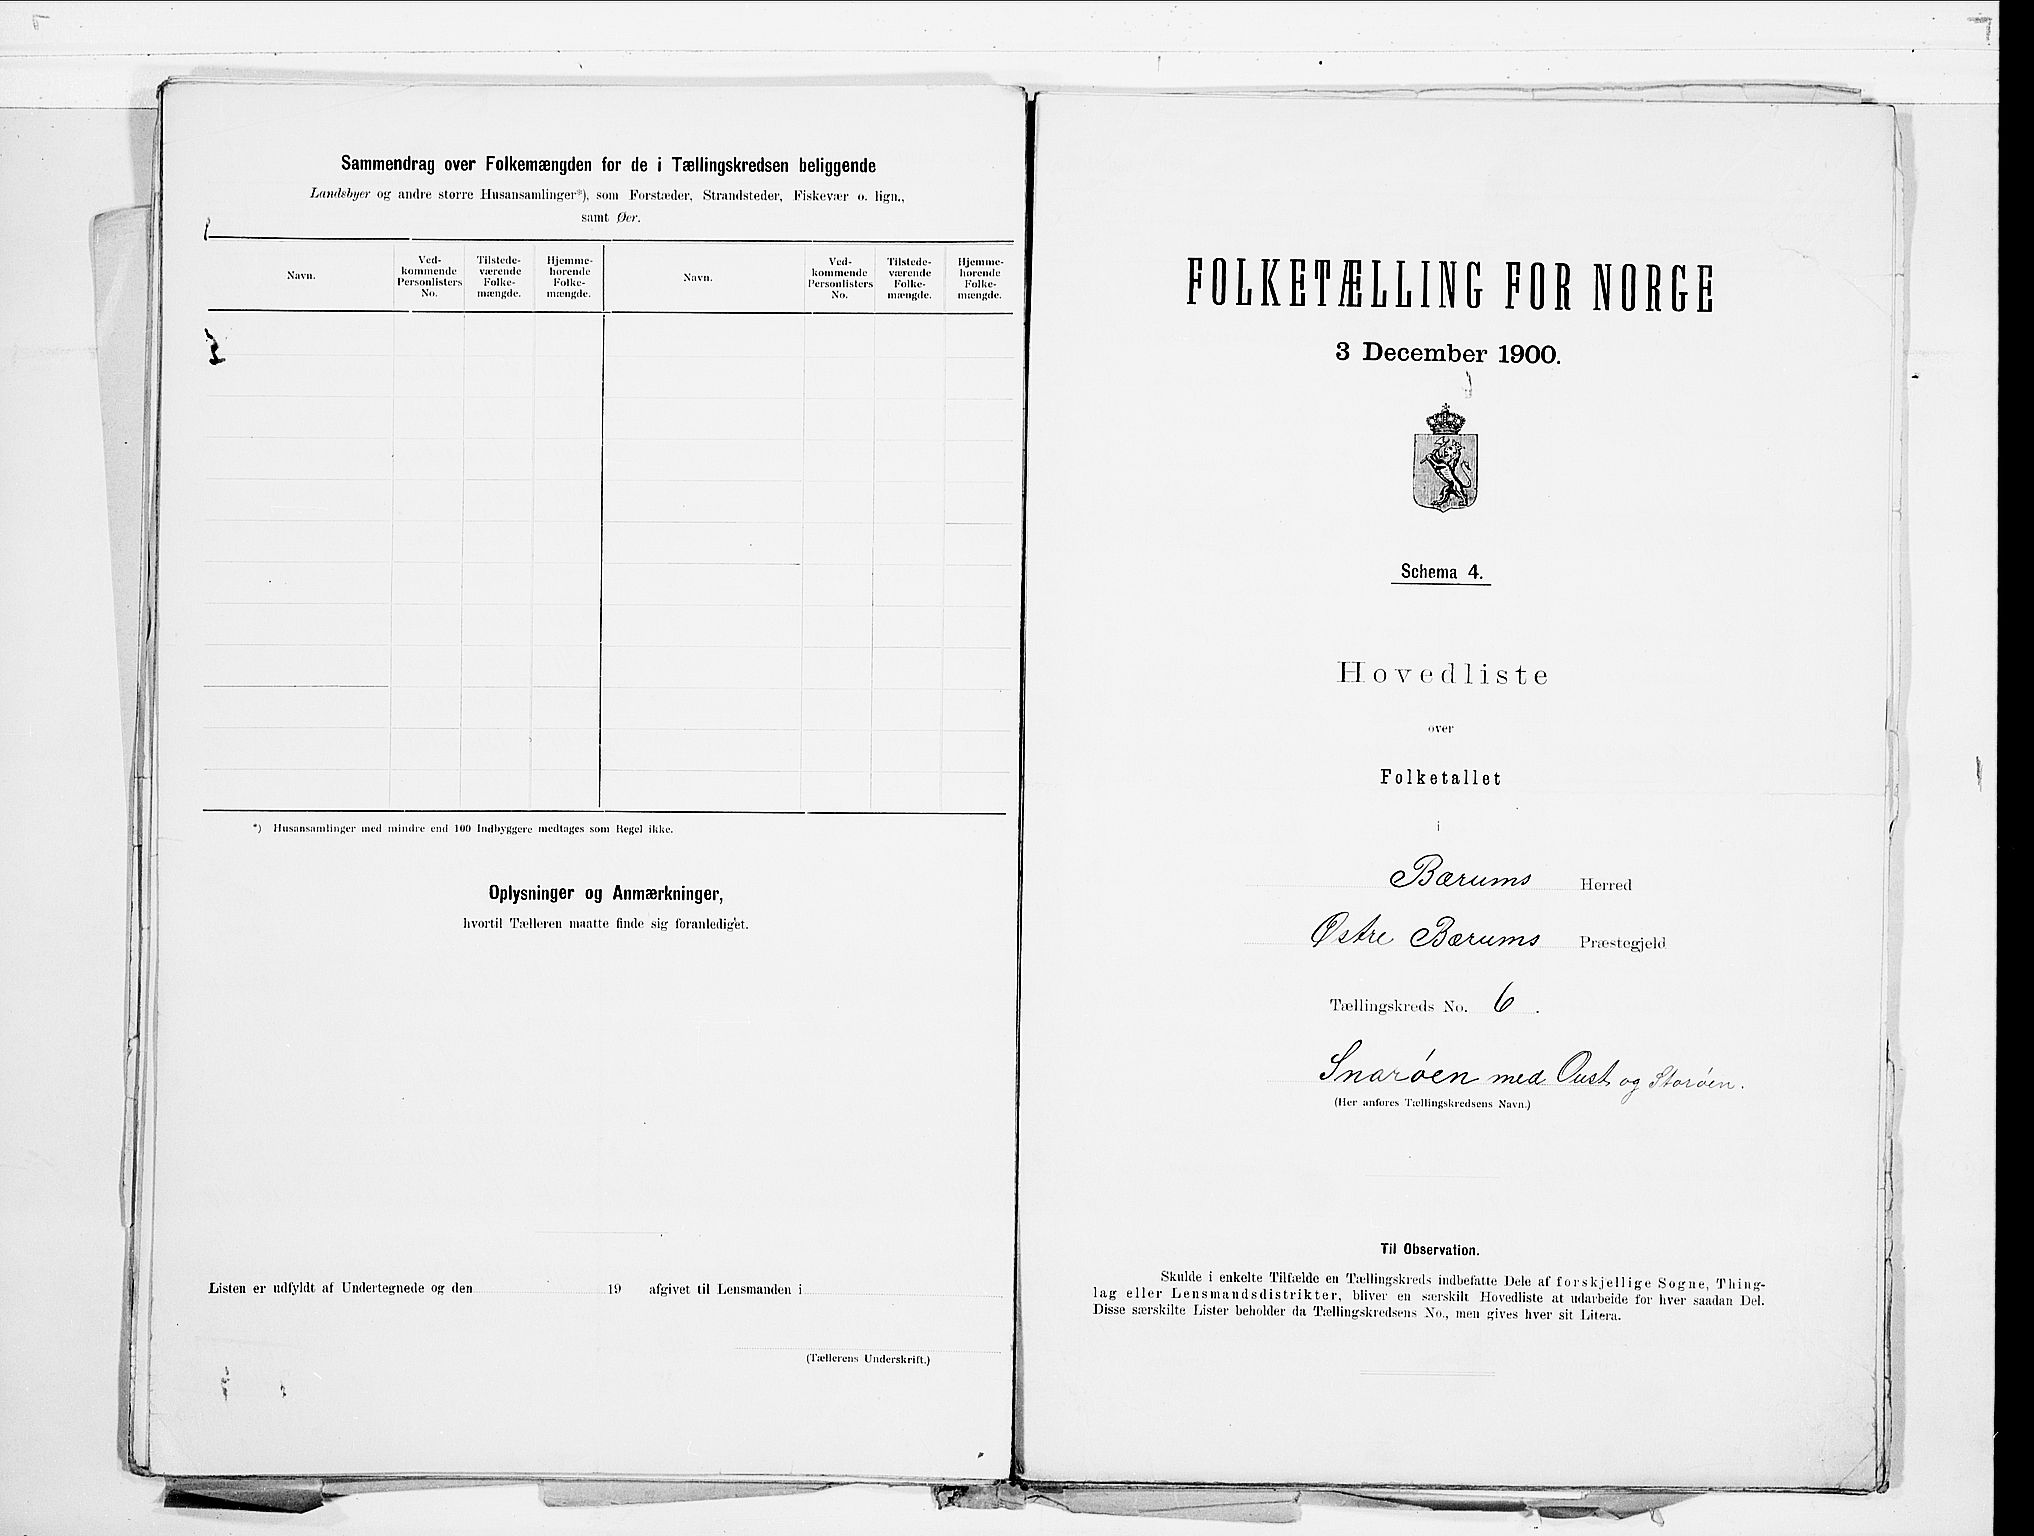 Sammendrag over Folkemængden for de i Tællingskredsen beliggende
Landsbyer og andre større Husansamlinger*), som Forstæder, Strandsteder, Fiskevær o. lign.,
samt Øer.
Navn.
Ved-
kommende
Personlisters
No.
Tilstede-
værende
Folke-
mængde.
Hjemme-
hørende
Folke-
mængde.
Navn.
Ved-
kommende
Personlisters
No.
Tilstede-
værende
Folke-
mængde.
Hjemme-
hørende
Folke-
mængde.
*) Husansamlinger med mindre end 100 Indbyggere medtages som Regel ikke.
Oplysninger og Anmærkninger,
hvortil Tælleren maatte finde sig foranlediget.
Listen er udfyldt af Undertegnede og den 19 afgivet til Lensmanden i
(Tællerens Underskrift.)
FOLKETÆLLING FOR NORGE
3 December 1900.
Schema 4.
Hovedliste
over
Folketallet
i
Bærums Herred
Østre Bærums Præstegjeld
Tællingskreds No. 6.
Snarøen med Oust og Storøen.
(Her anføres Tællingskredsens Navn.)
Til Observation.
Skulde i enkelte Tilfælde en Tællingskreds indbefatte Dele af forskjellige Sogne, Thing-
lag eller Lensmandsdistrikter, bliver en særskilt Hovedliste at udarbeide for hver saadan Del.
Disse særskilte Lister beholder da Tællingskredsens No., men gives hver sit Litera.